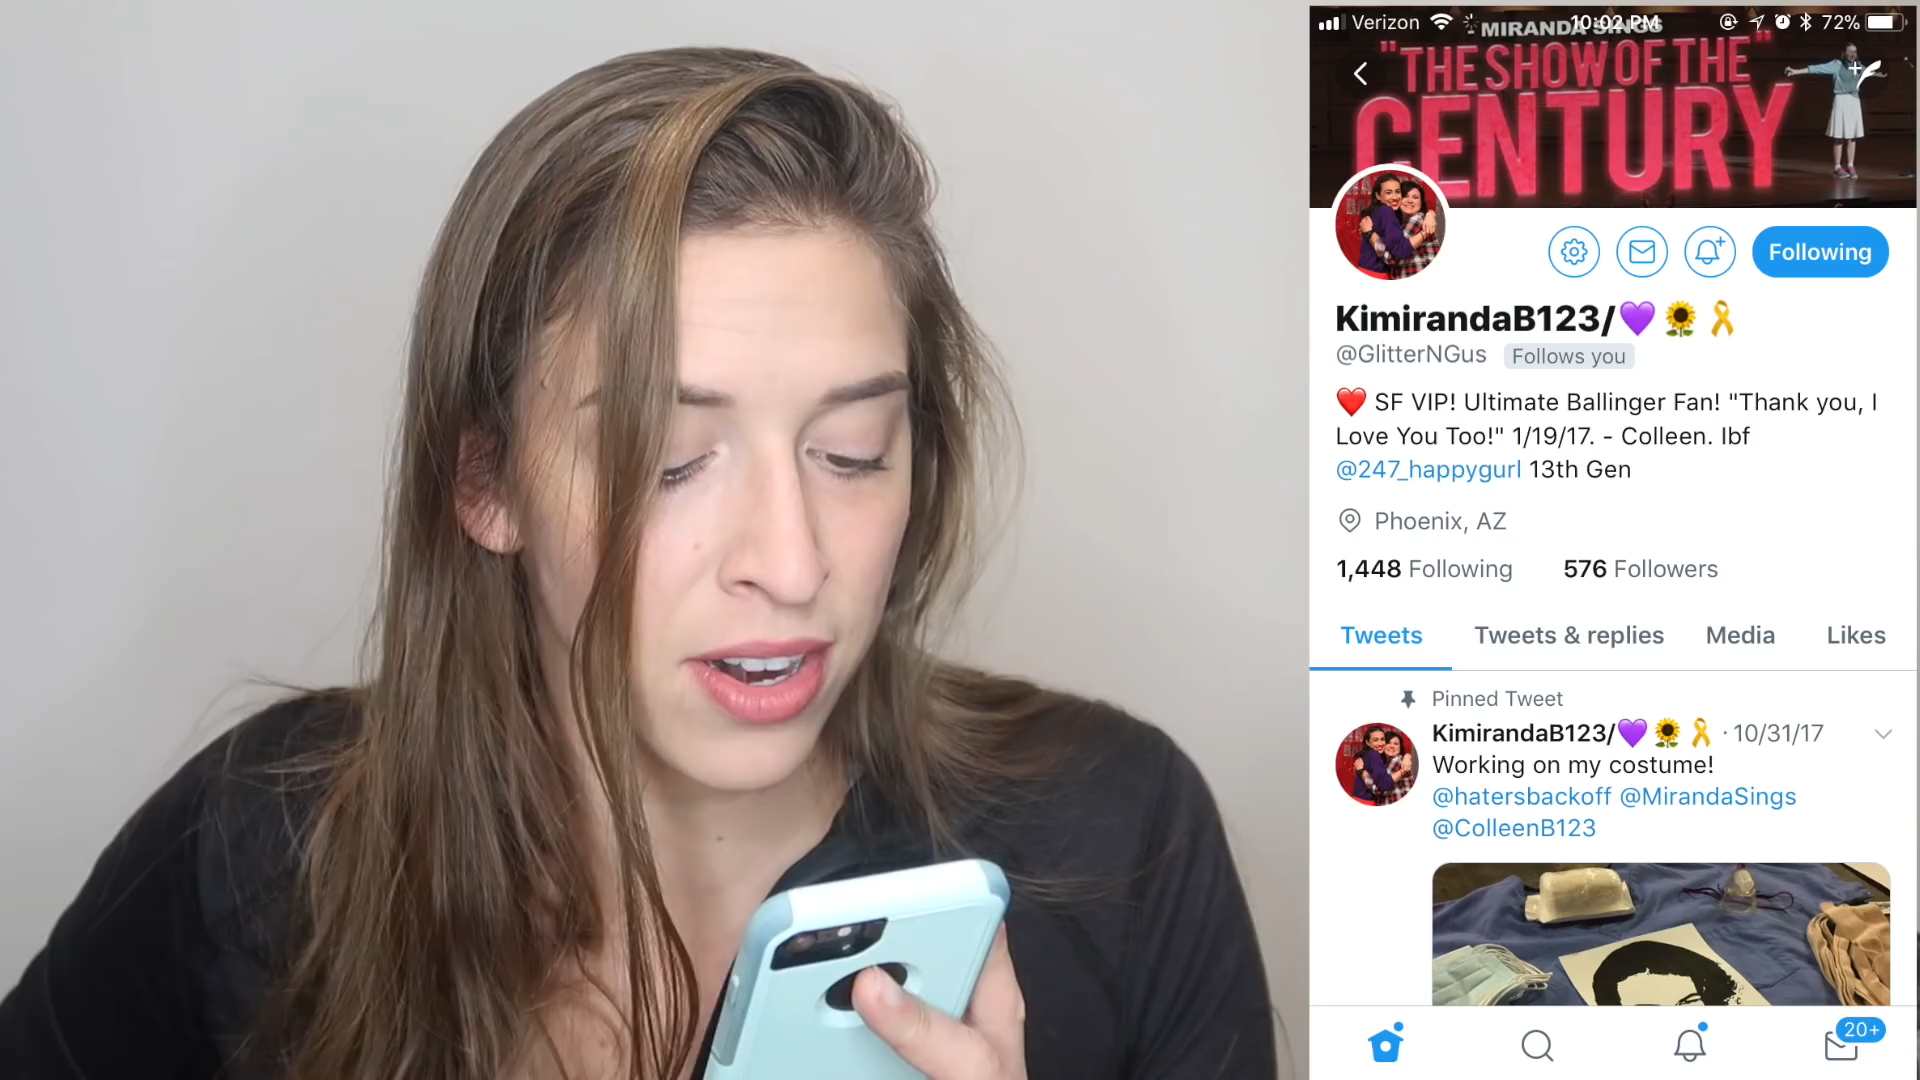 Verizon 10:02 PM 72%
MIRANDA SINGS
"THE SHOW OF THE"
CENTURY
Following
KimirandaB123/💜🌻🎗
@GlitterNGus Follows you
❤️ SF VIP! Ultimate Ballinger Fan! "Thank you, I
Love You Too!" 1/19/17. - Colleen. lbf
@247_happygurl 13th Gen
Phoenix, AZ
1,448 Following 576 Followers
Tweets Tweets & replies Media Likes
Pinned Tweet
KimirandaB123/💜🌻🎗 · 10/31/17
Working on my costume!
@hatersbackoff @MirandaSings
@ColleenB123
20+